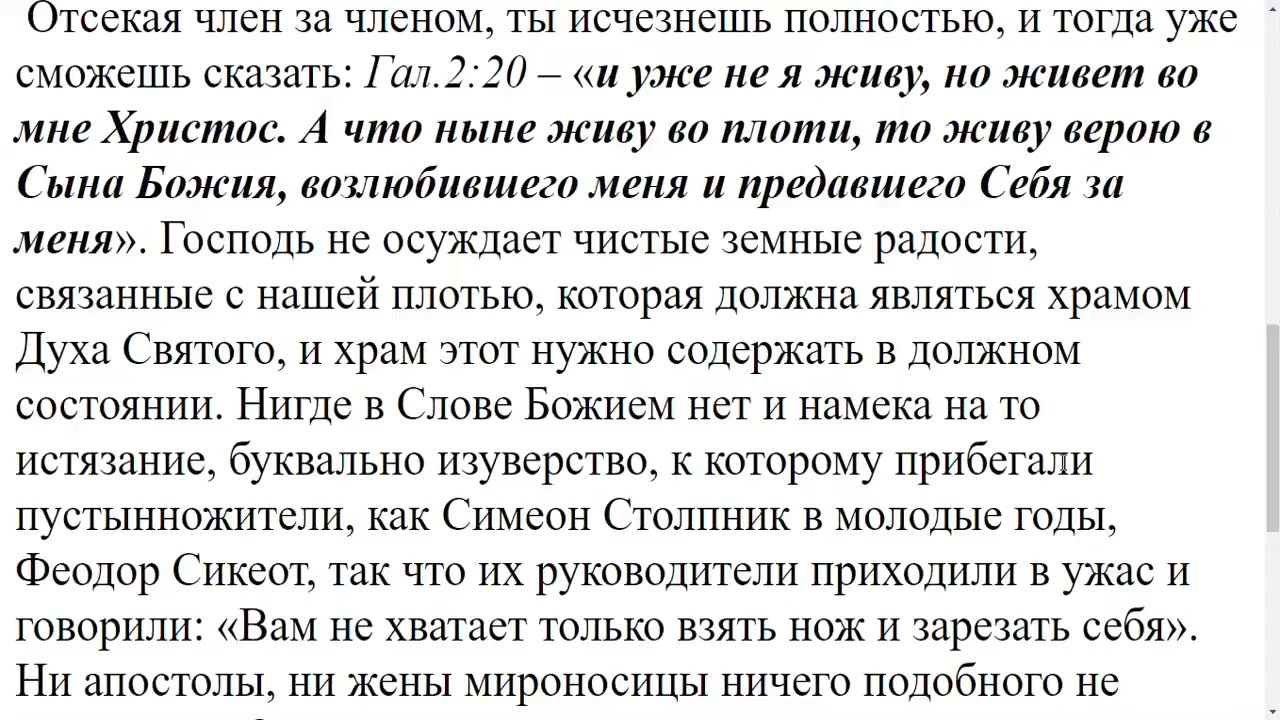 Отсекая член за членом, ты исчезнешь полностью, и тогда уже
сможешь сказать: Гал.2:20 – «и уже не я живу, но живет во
мне Христос. А что ныне живу во плоти, то живу верою в
Сына Божия, возлюбившего меня и предавшего Себя за
меня». Господь не осуждает чистые земные радости,
связанные с нашей плотью, которая должна являться храмом
Духа Святого, и храм этот нужно содержать в должном
состоянии. Нигде в Слове Божием нет и намека на то
истязание, буквально изуверство, к которому прибегали
пустынножители, как Симеон Столпник в молодые годы,
Феодор Сикеот, так что их руководители приходили в ужас и
говорили: «Вам не хватает только взять нож и зарезать себя».
Ни апостолы, ни жены мироносицы ничего подобного не